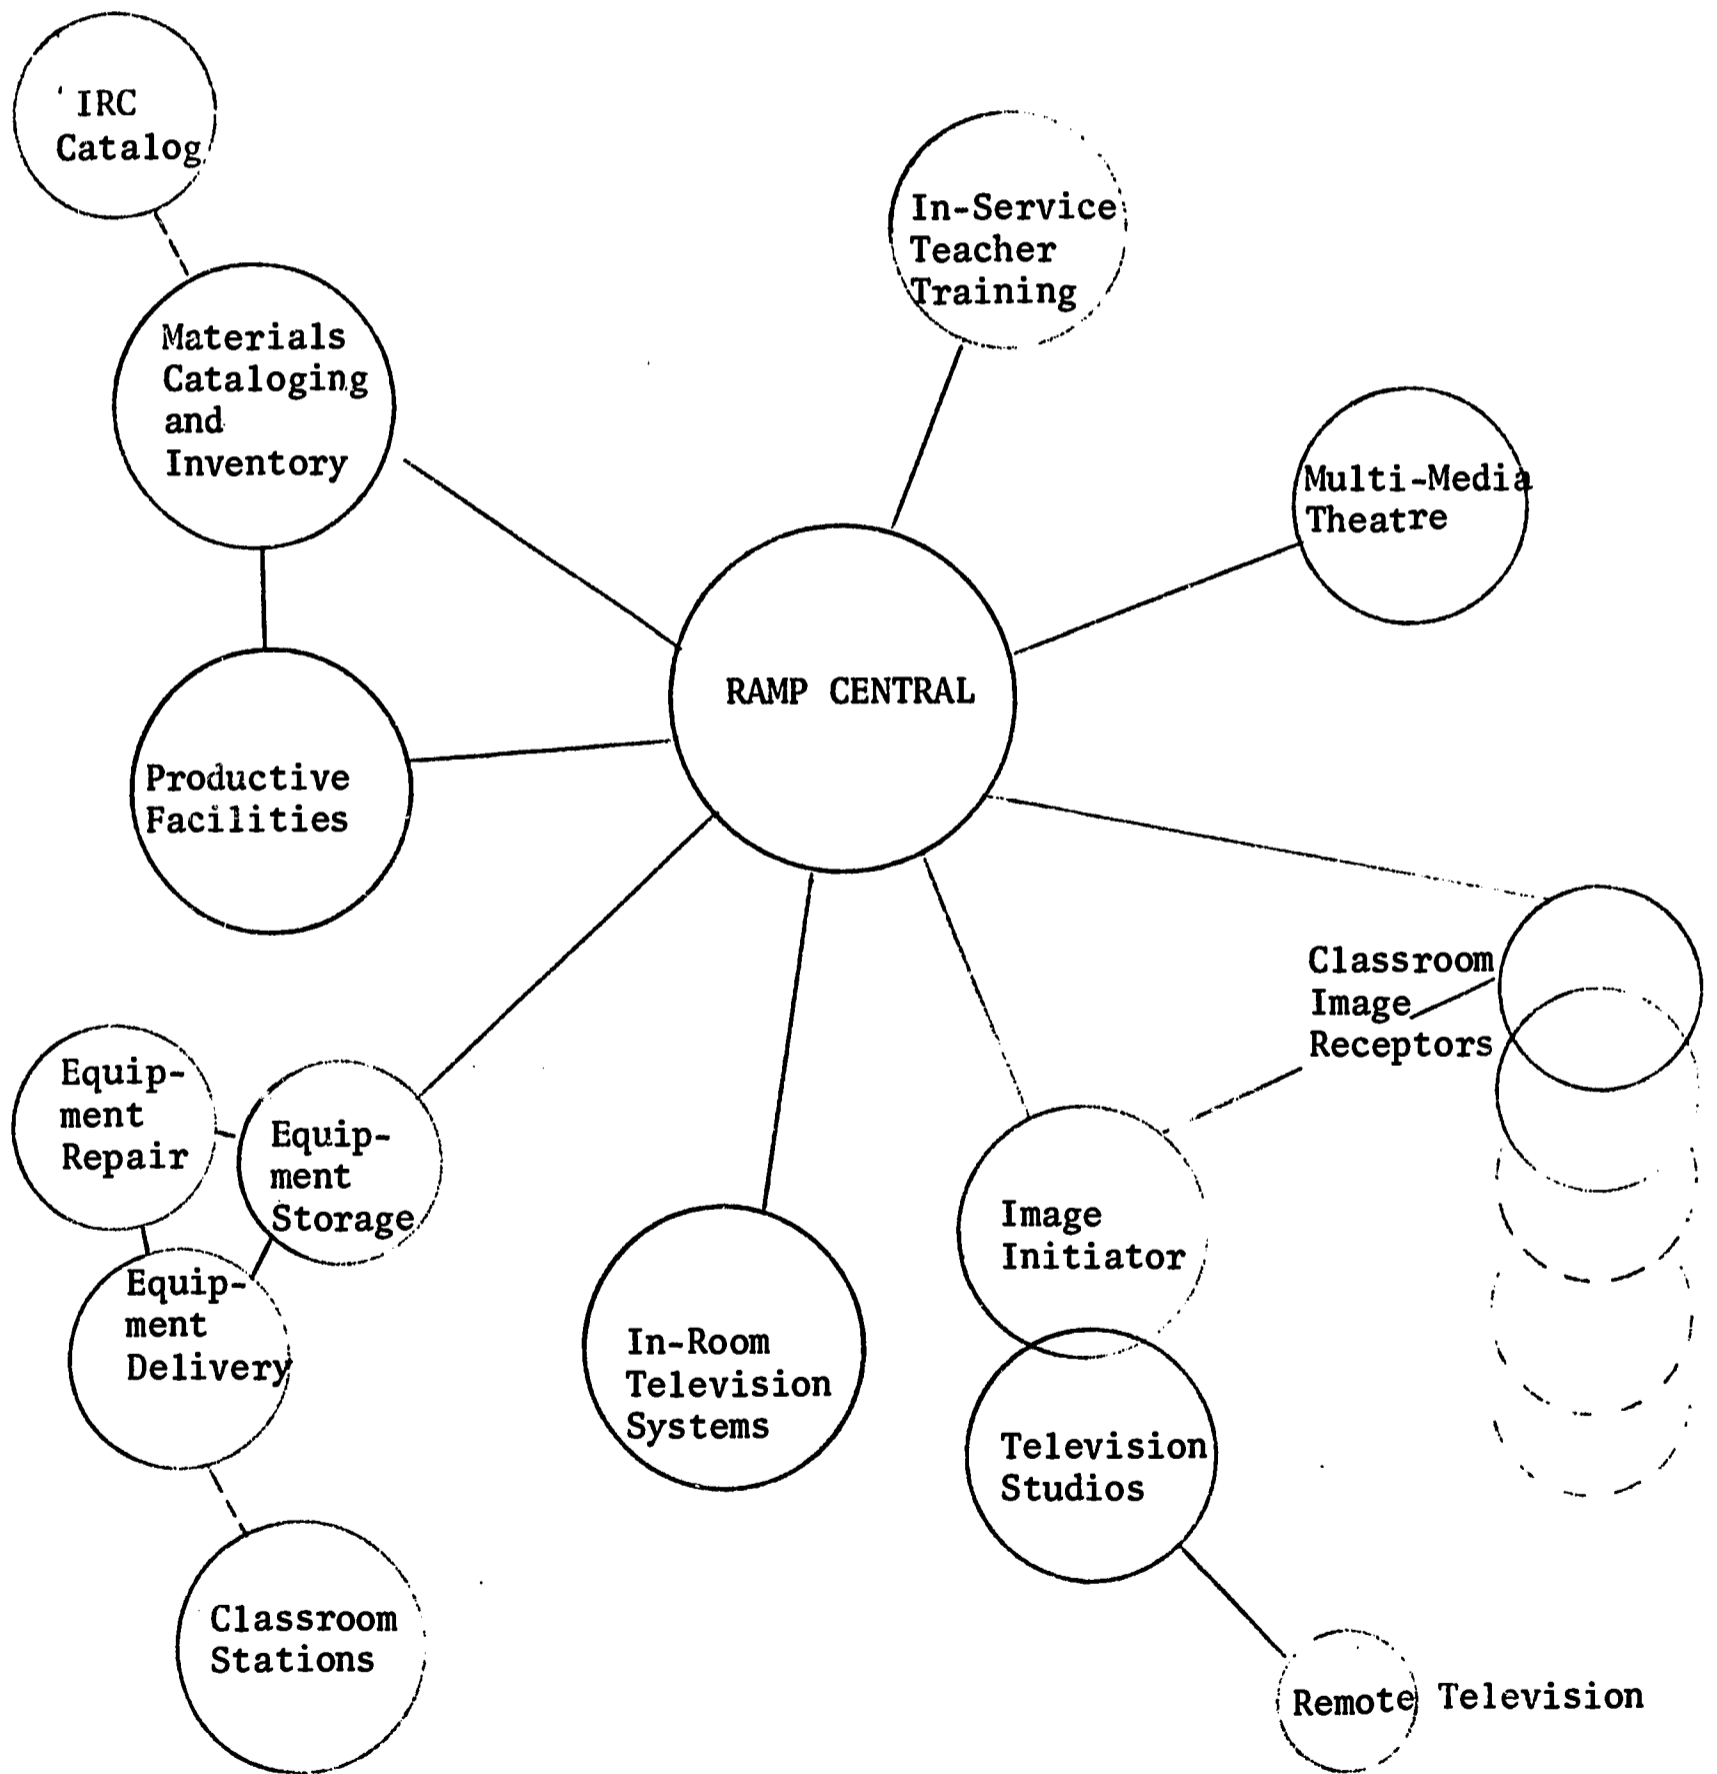 IRC
Catalog
In-Service
Teacher
Training
Materials
Cataloging
and
Inventory
Multi-Media
Theatre
RAMP CENTRAL
Productive
Facilities
Classroom
Image
Receptors
Equip-
ment
Repair
Equip-
ment
Storage
Equip-
ment
Delivery
Image
Initiator
In-Room
Television
Systems
Television
Studios
Classroom
Stations
Remote Television